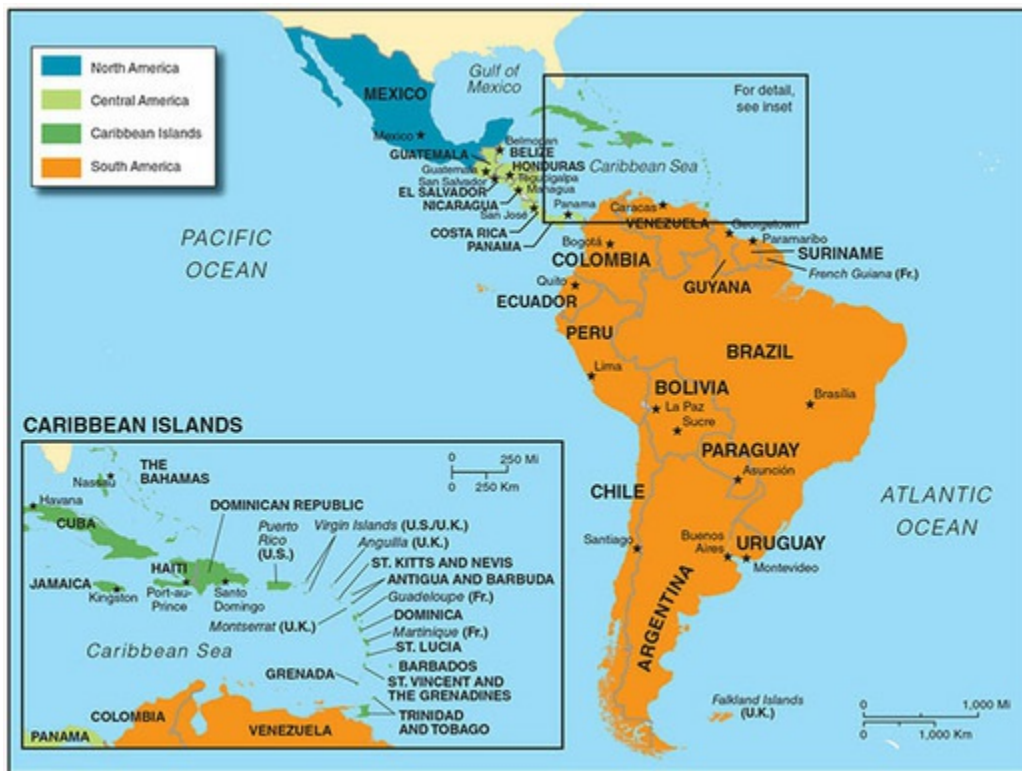 North America
Central America
Caribbean Islands
South America
Gulf of
Mexico
For detail,
see inset
MEXICO
Mexico
Belmopan
BELIZE
GUATEMALA
Guatemala
HONDURAS
Tegucigalpa
San Salvador
EL SALVADOR
Managua
NICARAGUA
San José
COSTA RICA
Panama
PANAMA
Caribbean Sea
Caracas
VENEZUELA
Georgetown
Paramaribo
SURINAME
French Guiana (Fr.)
GUYANA
Bogotá
COLOMBIA
Quito
ECUADOR
PERU
Lima
BRAZIL
Brasília
BOLIVIA
La Paz
Sucre
PARAGUAY
Asunción
CHILE
Santiago
Buenos
Aires
URUGUAY
Montevideo
ARGENTINA
Falkland Islands
(U.K.)
PACIFIC
OCEAN
ATLANTIC
OCEAN
0 1,000 Mi
0 1,000 Km
CARIBBEAN ISLANDS
0 250 Mi
0 250 Km
THE
BAHAMAS
Nassau
Havana
CUBA
DOMINICAN REPUBLIC
Puerto
Rico
(U.S.)
Virgin Islands (U.S./U.K.)
Anguilla (U.K.)
ST. KITTS AND NEVIS
ANTIGUA AND BARBUDA
Guadeloupe (Fr.)
Montserrat (U.K.)
DOMINICA
Martinique (Fr.)
ST. LUCIA
BARBADOS
ST. VINCENT AND
THE GRENADINES
GRENADA
TRINIDAD
AND TOBAGO
HAITI
Port-au-
Prince
Santo
Domingo
JAMAICA
Kingston
Caribbean Sea
COLOMBIA
VENEZUELA
PANAMA